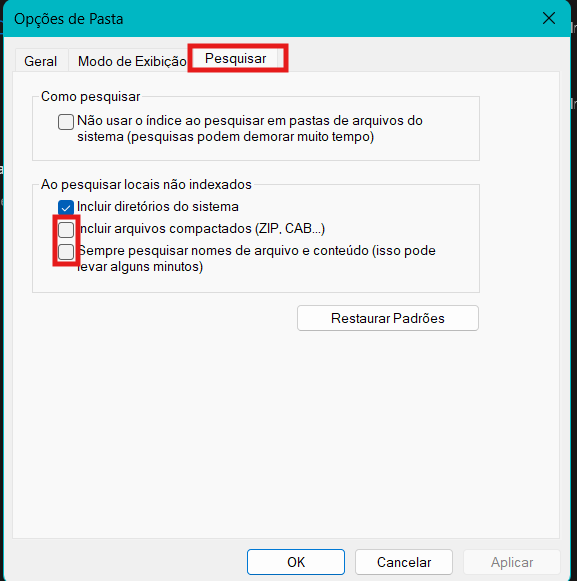 Opções de Pasta
Geral
Modo de Exibição
Pesquisar
Como pesquisar
Não usar o índice ao pesquisar em pastas de arquivos do
sistema (pesquisas podem demorar muito tempo)
Ao pesquisar locais não indexados
Incluir diretórios do sistema
Incluir arquivos compactados (ZIP, CAB...)
Sempre pesquisar nomes de arquivo e conteúdo (isso pode
levar alguns minutos)
Restaurar Padrões
OK
Cancelar
Aplicar